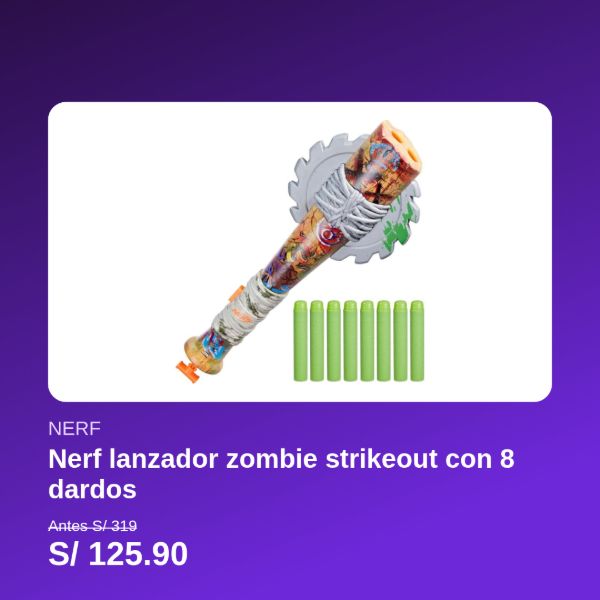 NERF
Nerf lanzador zombie strikeout con 8
dardos
Antes S/ 319
S/ 125.90